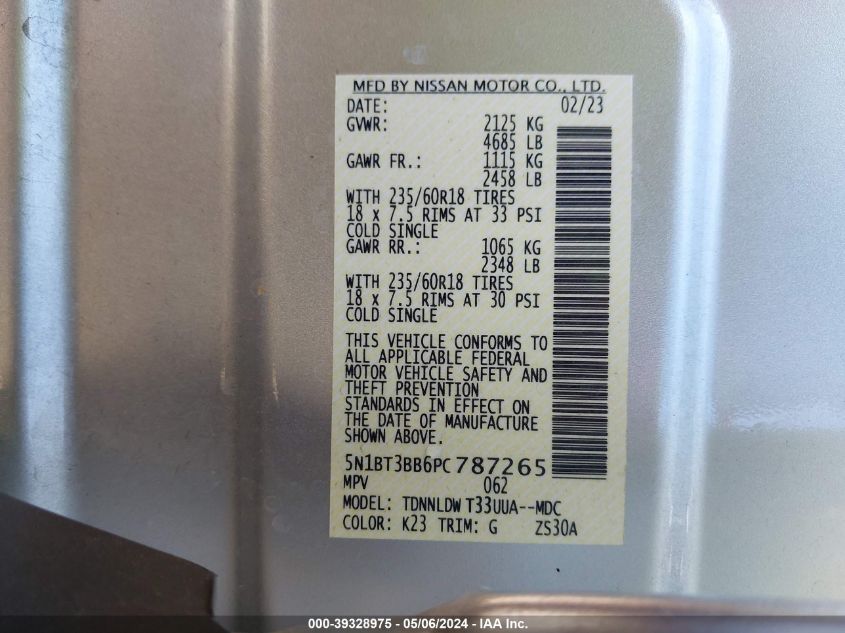 MFD BY NISSAN MOTOR CO., LTD.
DATE: 02/23
GVWR: 2125 KG
4685 LB
GAWR FR.: 1115 KG
2458 LB
WITH 235/60R18 TIRES
18 x 7.5 RIMS AT 33 PSI
COLD SINGLE
GAWR RR.: 1065 KG
2348 LB
WITH 235/60R18 TIRES
18 x 7.5 RIMS AT 30 PSI
COLD SINGLE
THIS VEHICLE CONFORMS TO
ALL APPLICABLE FEDERAL
MOTOR VEHICLE SAFETY AND
THEFT PREVENTION
STANDARDS IN EFFECT ON
THE DATE OF MANUFACTURE
SHOWN ABOVE.
5N1BT3BB6PC787265
MPV 062
MODEL: TDNNLDW T33UUA--MDC
COLOR: K23 TRIM: G ZS30A
000-39328975 - 05/06/2024 - IAA Inc.